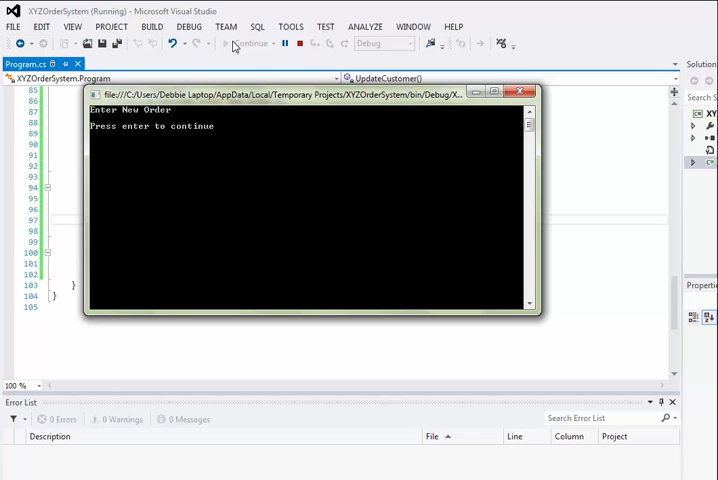 XYZOrderSystem (Running) - Microsoft Visual Studio
FILE EDIT VIEW PROJECT BUILD DEBUG TEAM SQL TOOLS TEST ANALYZE WINDOW HELP
Continue Debug
Program.cs
Solution
XYZOrderSystem.Program UpdateCustomer()
85
file:///C:/Users/Debbie Laptop/AppData/Local/Temporary Projects/XYZOrderSystem/bin/Debug/X...
86
Search S
87
Enter New Order
88
XY
Press enter to continue
89
90
91
92
93
94
95
96
97
98
99
100
101
102
103 }
Properti
104 }
105
100 %
Error List
0 Errors 0 Warnings 0 Messages
Search Error List
Description File Line Column Project